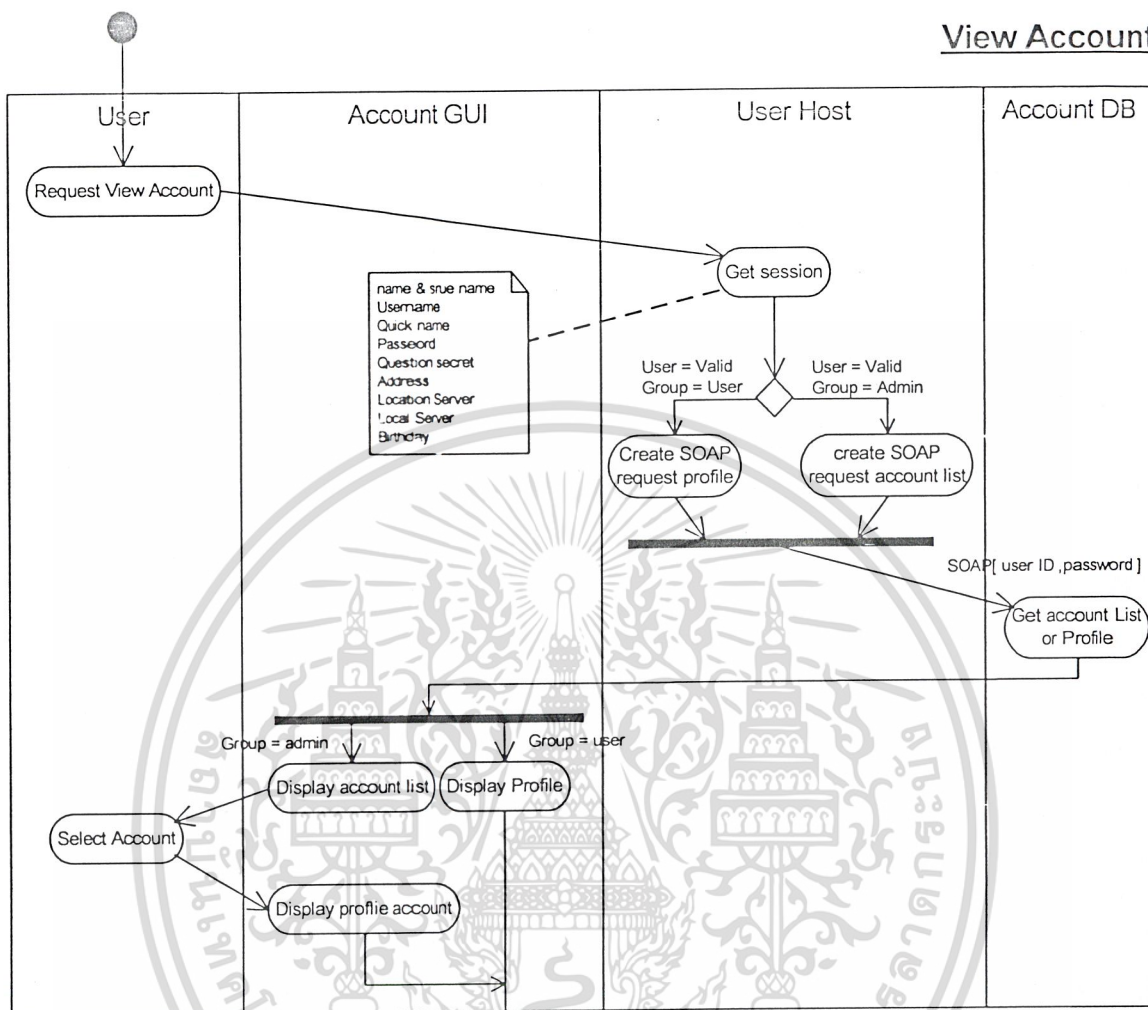 View Account
User
Account GUI
User Host
Account DB
Request View Account
Get session
name & srue name
Username
Quick name
Passeord
Question secret
Address
Location Server
Local Server
Birthday
User = Valid
Group = User
User = Valid
Group = Admin
Create SOAP
request profile
create SOAP
request account list
SOAP[ user ID ,password ]
Get account List
or Profile
Group = admin
Group = user
Display account list
Display Profile
Select Account
Display proflie account